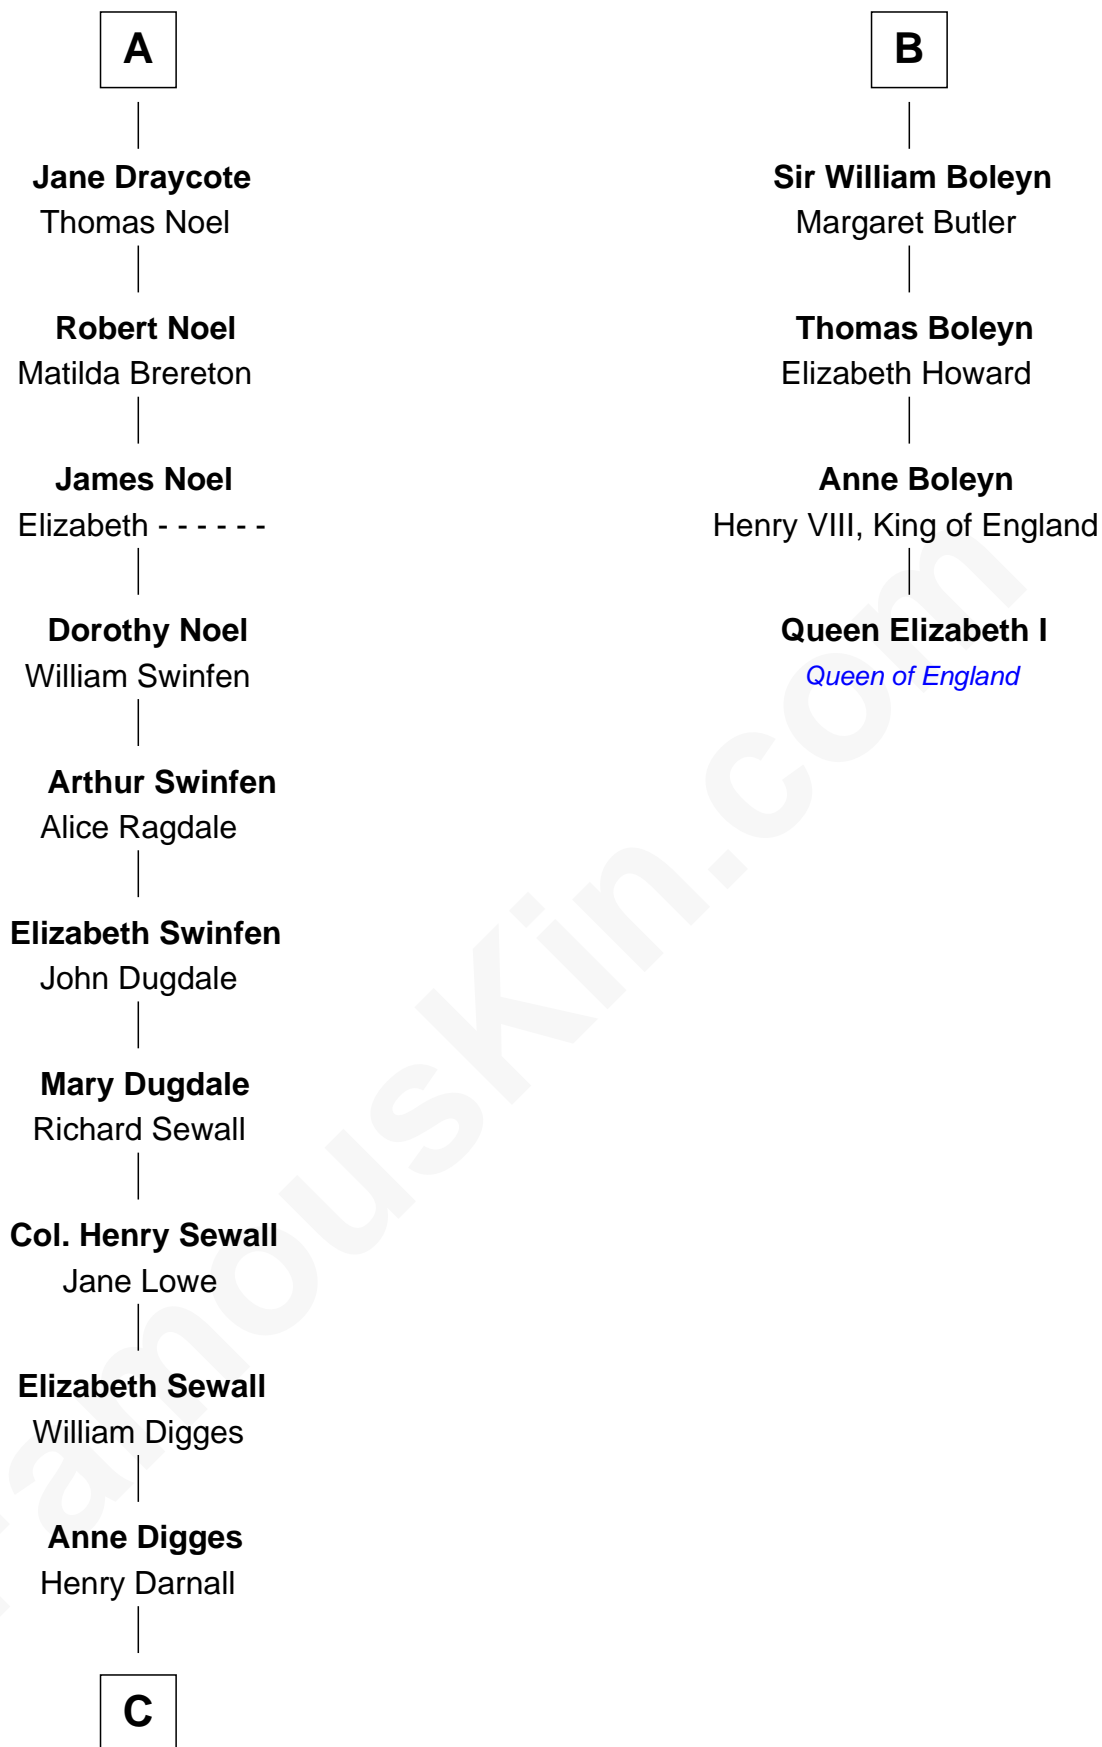 A
Jane Draycote
Thomas Noel
Robert Noel
Matilda Brereton
James Noel
Elizabeth - - - - - -
Dorothy Noel
William Swinfen
Arthur Swinfen
Alice Ragdale
Elizabeth Swinfen
John Dugdale
Mary Dugdale
Richard Sewall
Col. Henry Sewall
Jane Lowe
Elizabeth Sewall
William Digges
Anne Digges
Henry Darnall
C
B
Sir William Boleyn
Margaret Butler
Thomas Boleyn
Elizabeth Howard
Anne Boleyn
Henry VIII, King of England
Queen Elizabeth I
Queen of England
FamousKin.com